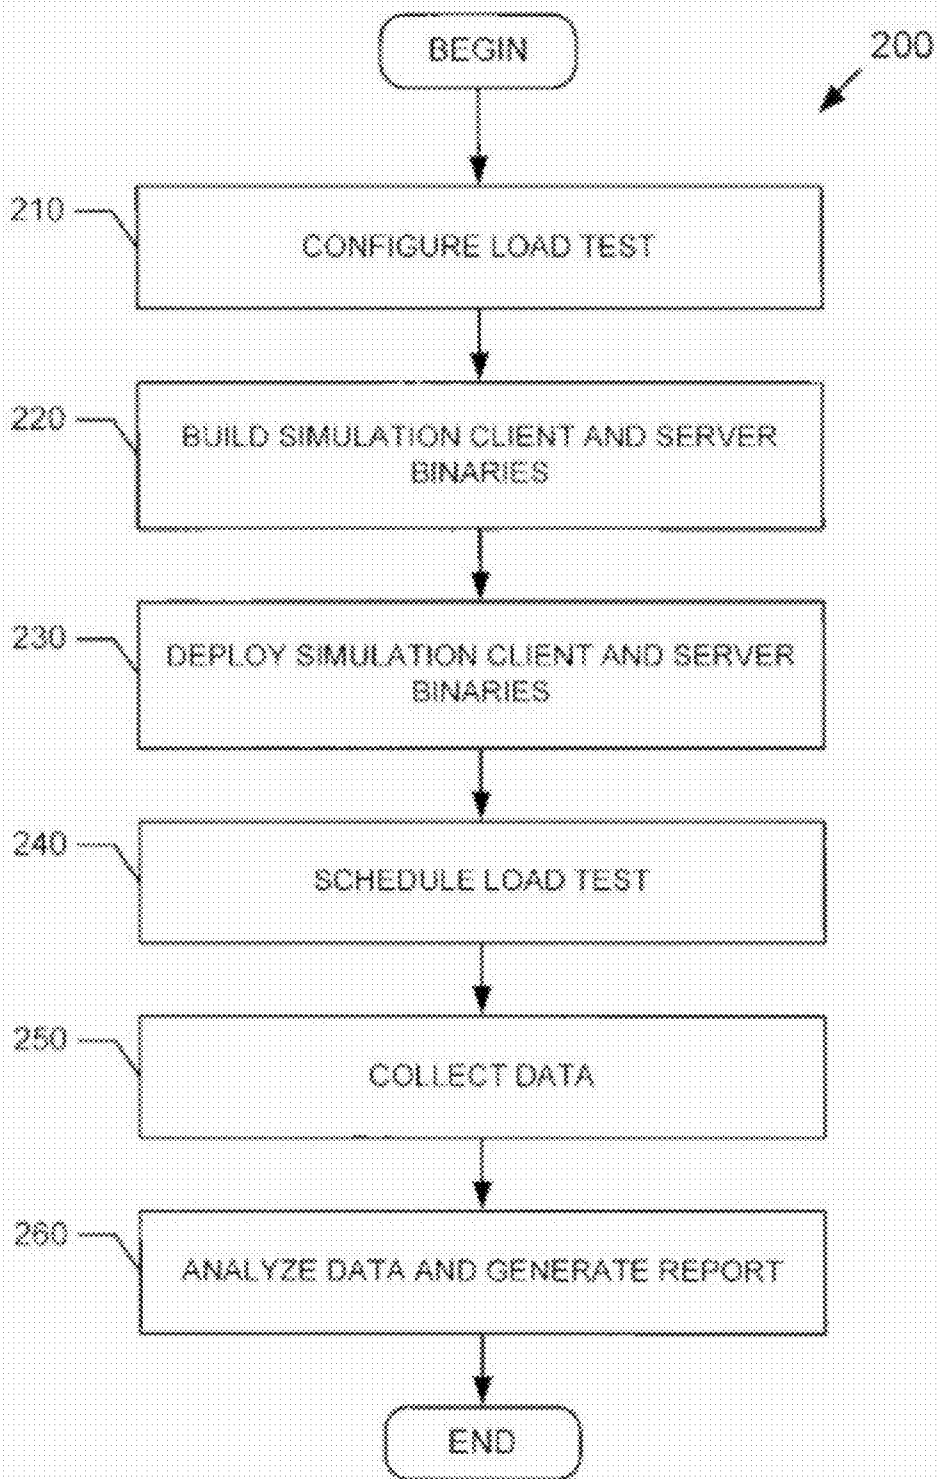 BEGIN
200
210
CONFIGURE LOAD TEST
220
BUILD SIMULATION CLIENT AND SERVER
BINARIES
230
DEPLOY SIMULATION CLIENT AND SERVER
BINARIES
240
SCHEDULE LOAD TEST
250
COLLECT DATA
260
ANALYZE DATA AND GENERATE REPORT
END